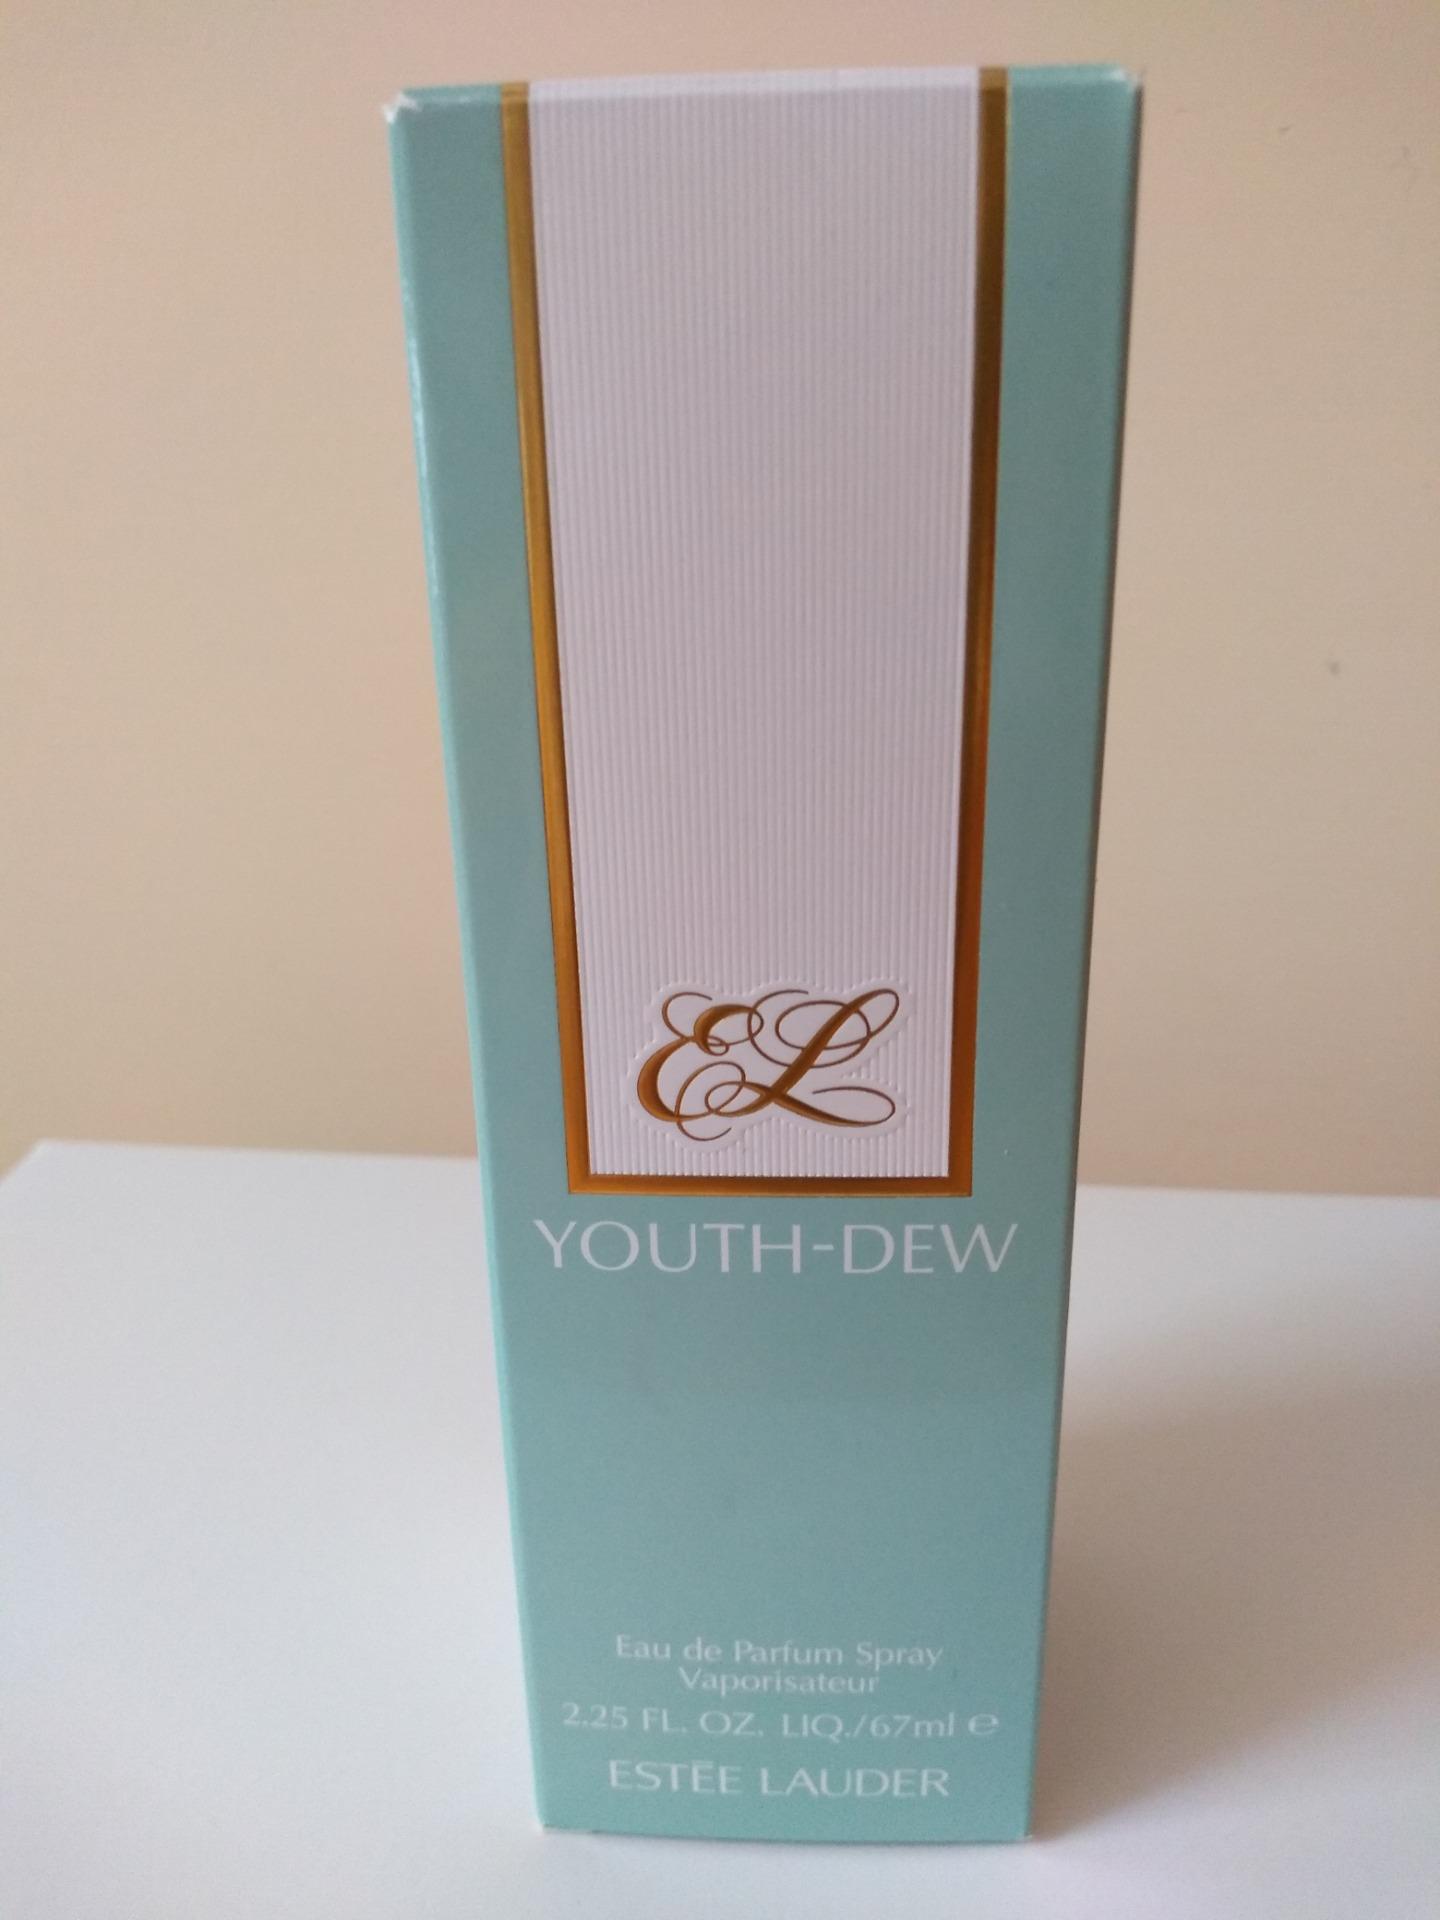 EL
YOUTH-DEW
Eau de Parfum Spray
Vaporisateur
2.25 FL. OZ. LIQ./67ml ℮
ESTĒE LAUDER